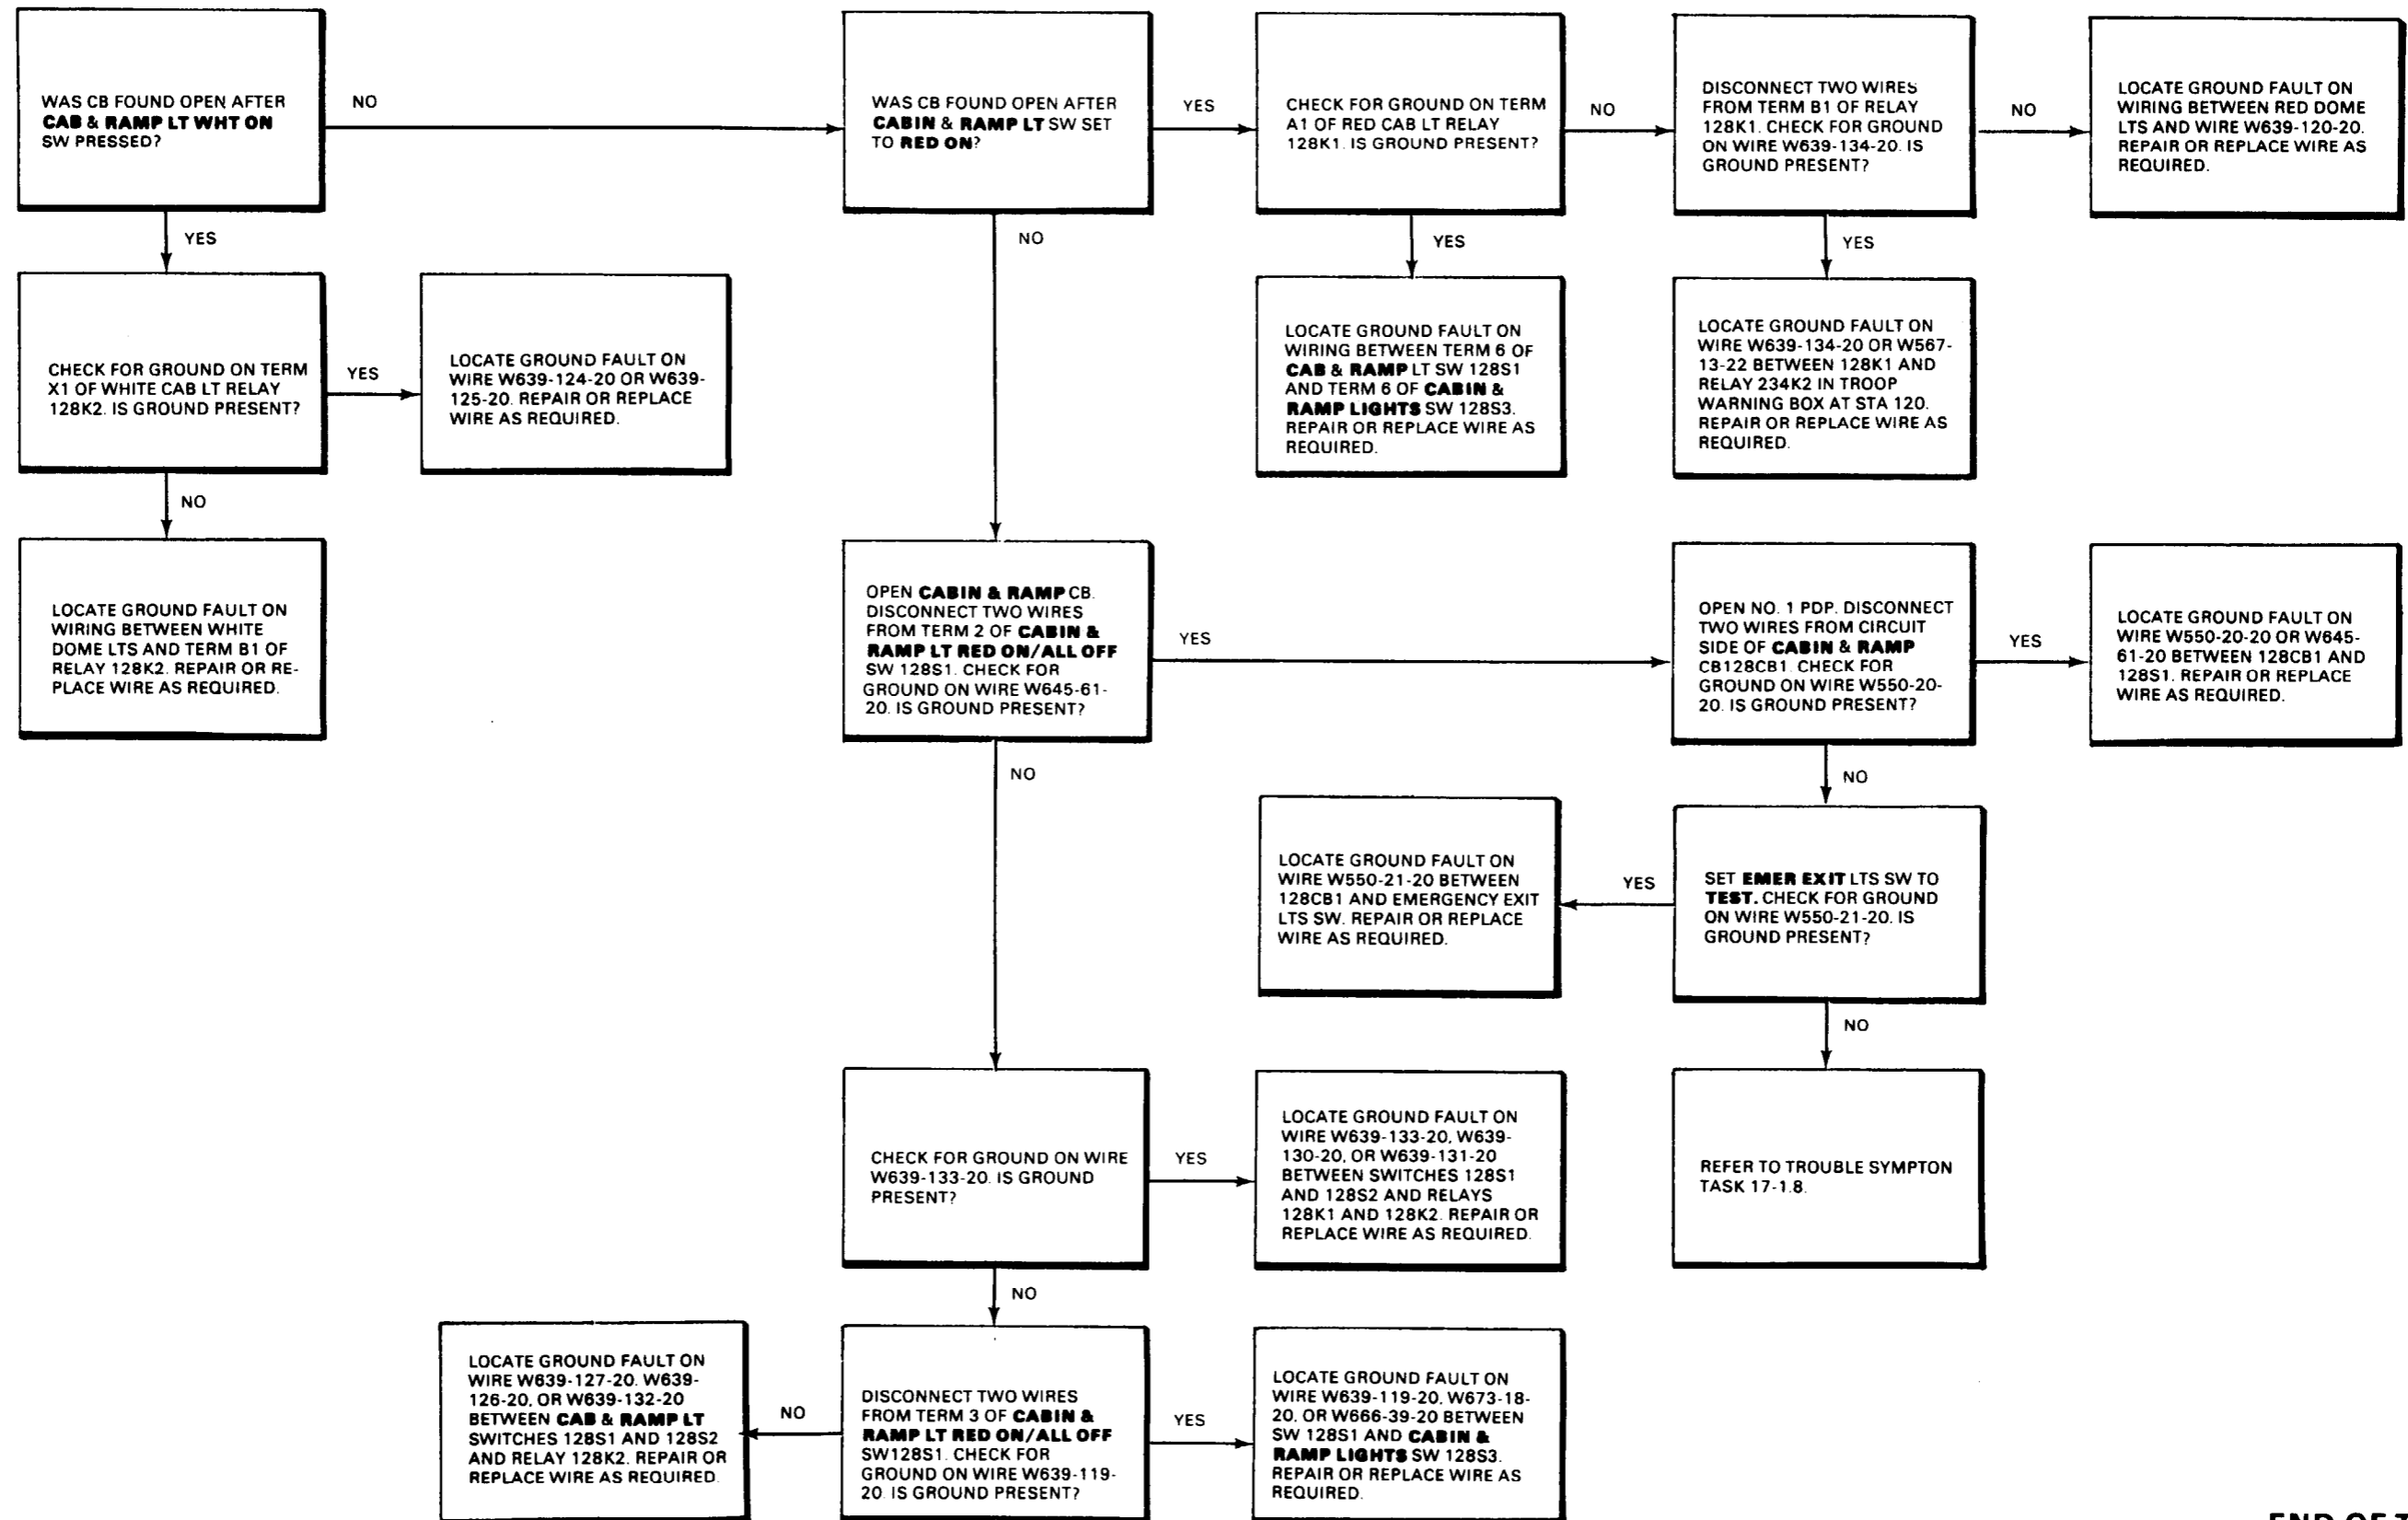 WAS CB FOUND OPEN AFTER
CAB & RAMP LT WHT ON
SW PRESSED?
NO
WAS CB FOUND OPEN AFTER
CABIN & RAMP LT SW SET
TO RED ON?
YES
CHECK FOR GROUND ON TERM
A1 OF RED CAB LT RELAY
128K1. IS GROUND PRESENT?
NO
DISCONNECT TWO WIRES
FROM TERM B1 OF RELAY
128K1. CHECK FOR GROUND
ON WIRE W639-134-20. IS
GROUND PRESENT?
NO
LOCATE GROUND FAULT ON
WIRING BETWEEN RED DOME
LTS AND WIRE W639-120-20.
REPAIR OR REPLACE WIRE AS
REQUIRED.
YES
NO
YES
YES
CHECK FOR GROUND ON TERM
X1 OF WHITE CAB LT RELAY
128K2. IS GROUND PRESENT?
YES
LOCATE GROUND FAULT ON
WIRE W639-124-20 OR W639-
125-20. REPAIR OR REPLACE
WIRE AS REQUIRED.
LOCATE GROUND FAULT ON
WIRING BETWEEN TERM 6 OF
CAB & RAMP LT SW 128S1
AND TERM 6 OF CABIN &
RAMP LIGHTS SW 128S3.
REPAIR OR REPLACE WIRE AS
REQUIRED.
LOCATE GROUND FAULT ON
WIRE W639-134-20 OR W567-
13-22 BETWEEN 128K1 AND
RELAY 234K2 IN TROOP
WARNING BOX AT STA 120.
REPAIR OR REPLACE WIRE AS
REQUIRED.
NO
LOCATE GROUND FAULT ON
WIRING BETWEEN WHITE
DOME LTS AND TERM B1 OF
RELAY 128K2. REPAIR OR RE-
PLACE WIRE AS REQUIRED.
OPEN CABIN & RAMP CB.
DISCONNECT TWO WIRES
FROM TERM 2 OF CABIN &
RAMP LT RED ON/ALL OFF
SW 128S1. CHECK FOR
GROUND ON WIRE W645-61-
20. IS GROUND PRESENT?
YES
OPEN NO. 1 PDP. DISCONNECT
TWO WIRES FROM CIRCUIT
SIDE OF CABIN & RAMP
CB128CB1. CHECK FOR
GROUND ON WIRE W550-20-
20. IS GROUND PRESENT?
YES
LOCATE GROUND FAULT ON
WIRE W550-20-20 OR W645-
61-20 BETWEEN 128CB1 AND
128S1. REPAIR OR REPLACE
WIRE AS REQUIRED.
NO
NO
LOCATE GROUND FAULT ON
WIRE W550-21-20 BETWEEN
128CB1 AND EMERGENCY EXIT
LTS SW. REPAIR OR REPLACE
WIRE AS REQUIRED.
YES
SET EMER EXIT LTS SW TO
TEST. CHECK FOR GROUND
ON WIRE W550-21-20. IS
GROUND PRESENT?
NO
CHECK FOR GROUND ON WIRE
W639-133-20. IS GROUND
PRESENT?
YES
LOCATE GROUND FAULT ON
WIRE W639-133-20, W639-
130-20, OR W639-131-20
BETWEEN SWITCHES 128S1
AND 128S2 AND RELAYS
128K1 AND 128K2. REPAIR OR
REPLACE WIRE AS REQUIRED.
REFER TO TROUBLE SYMPTON
TASK 17-1.8.
NO
LOCATE GROUND FAULT ON
WIRE W639-127-20. W639-
126-20, OR W639-132-20
BETWEEN CAB & RAMP LT
SWITCHES 128S1 AND 128S2
AND RELAY 128K2. REPAIR OR
REPLACE WIRE AS REQUIRED.
NO
DISCONNECT TWO WIRES
FROM TERM 3 OF CABIN &
RAMP LT RED ON/ALL OFF
SW128S1. CHECK FOR
GROUND ON WIRE W639-119-
20. IS GROUND PRESENT?
YES
LOCATE GROUND FAULT ON
WIRE W639-119-20, W673-18-
20, OR W666-39-20 BETWEEN
SW 128S1 AND CABIN &
RAMP LIGHTS SW 128S3.
REPAIR OR REPLACE WIRE AS
REQUIRED.
END OF